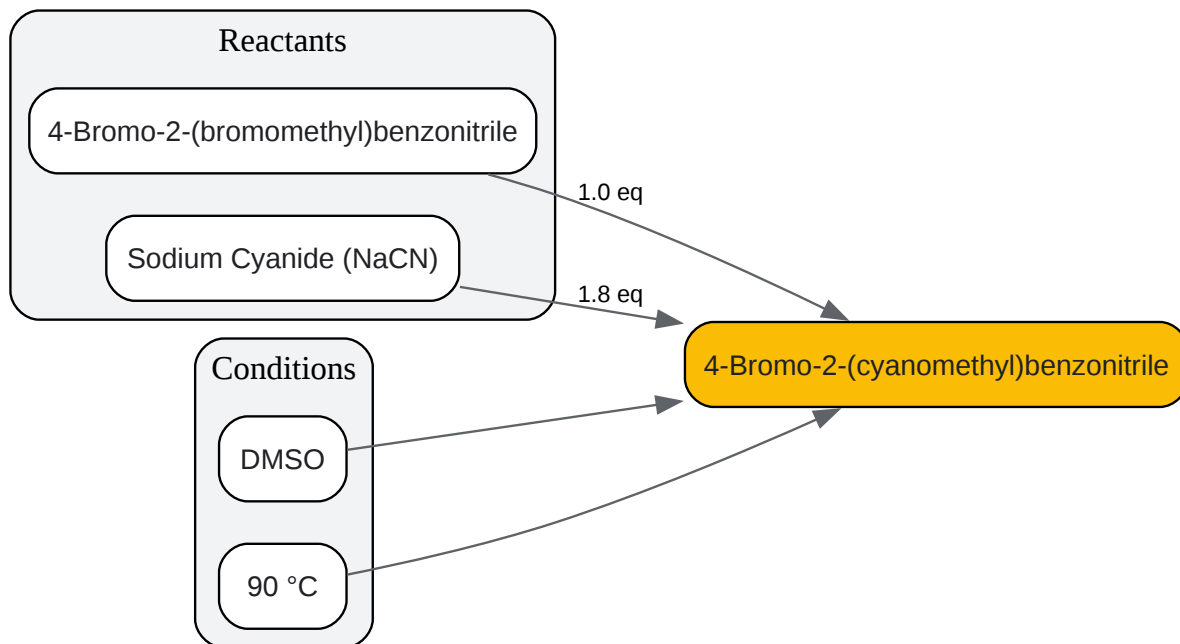 Reactants
4-Bromo-2-(bromomethyl)benzonitrile
1.0 eq
Sodium Cyanide (NaCN)
1.8 eq
4-Bromo-2-(cyanomethyl)benzonitrile
Conditions
DMSO
90 °C